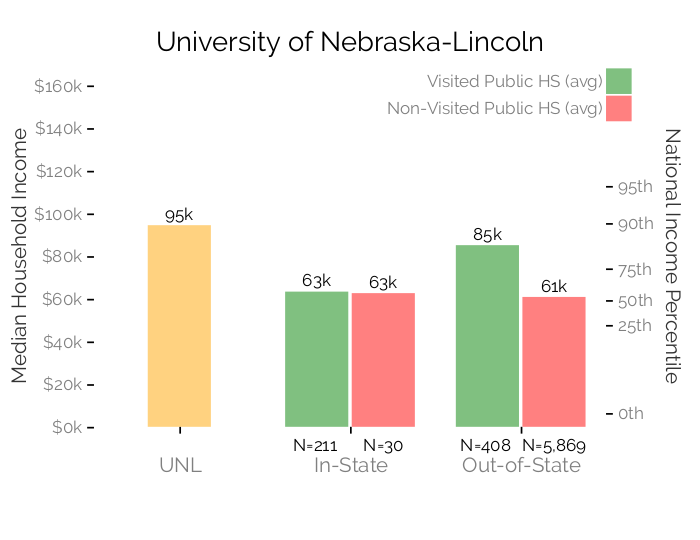 University of Nebraska-Lincoln
Visited Public HS (avg)
Non-Visited Public HS (avg)
Median Household Income
$160k
$140k
$120k
$100k
$80k
$60k
$40k
$20k
$0k
95k
63k
63k
85k
61k
95th
90th
75th
50th
25th
0th
National Income Percentile
N=211 N=30 N=408 N=5,869
UNL In-State Out-of-State